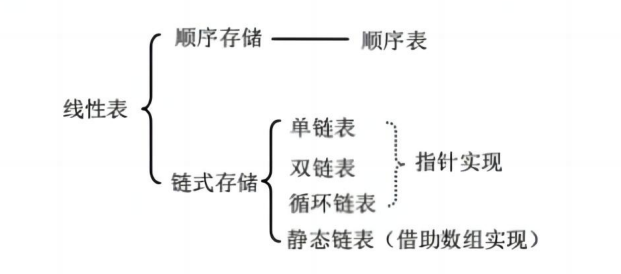 顺序存储 顺序表
线性表
单链表
双链表 指针实现
链式存储
循环链表
静态链表（借助数组实现）